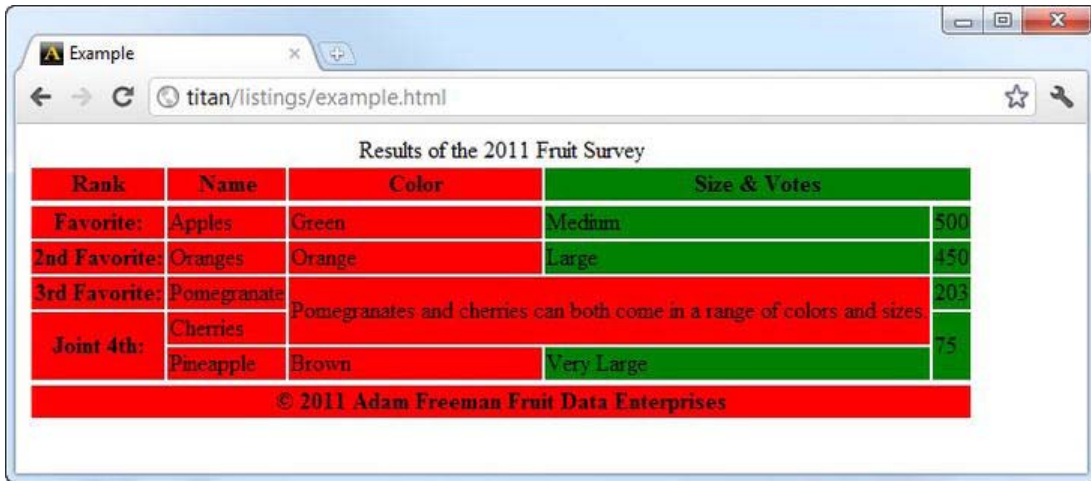 Example
titan/listings/example.html
Results of the 2011 Fruit Survey
Rank Name Color Size & Votes
Favorite: Apples Green Medium 500
2nd Favorite: Oranges Orange Large 450
3rd Favorite: Pomegranate Pomegranates and cherries can both come in a range of colors and sizes. 203
Joint 4th: Cherries 75
Pineapple Brown Very Large
© 2011 Adam Freeman Fruit Data Enterprises